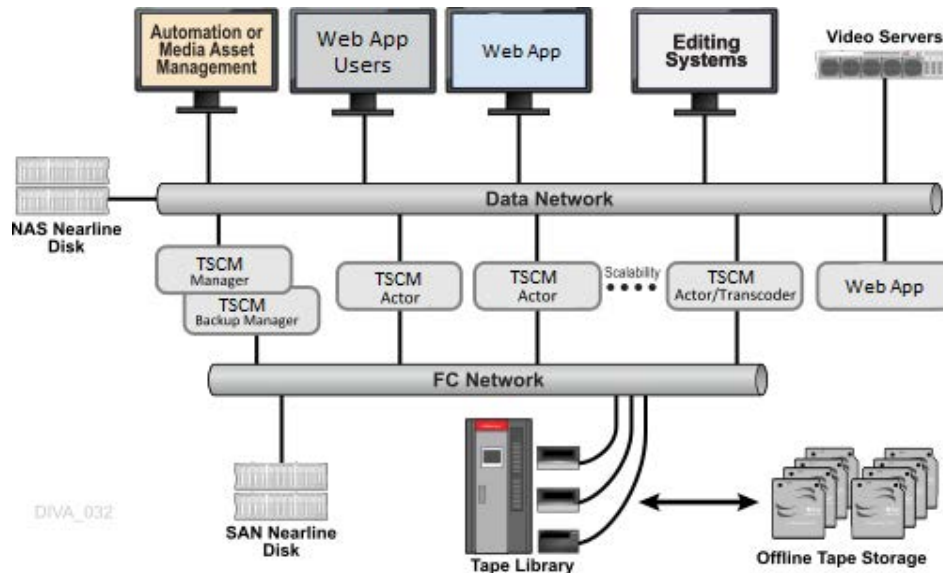 Automation or
Media Asset
Management
Web App
Users
Web App
Editing
Systems
Video Servers
NAS Nearline
Disk
Data Network
TSCM
Manager
TSCM
Backup Manager
TSCM
Actor
TSCM
Actor
Scalability
TSCM
Actor/Transcoder
Web App
FC Network
DIVA_032
SAN Nearline
Disk
Tape Library
Offline Tape Storage